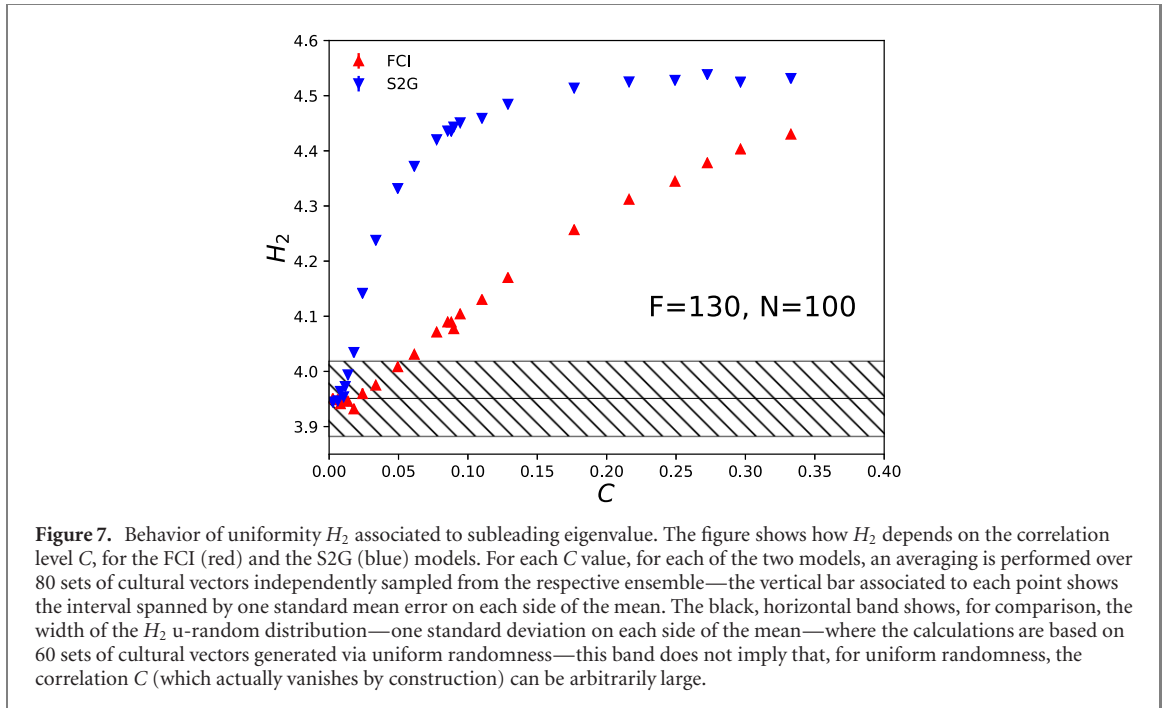 4.6
FCI
S2G
4.5
4.4
4.3
H2
4.2
F=130, N=100
4.1
4.0
3.9
0.00 0.05 0.10 0.15 0.20 0.25 0.30 0.35 0.40
C
Figure 7. Behavior of uniformity H2 associated to subleading eigenvalue. The figure shows how H2 depends on the correlation
level C, for the FCI (red) and the S2G (blue) models. For each C value, for each of the two models, an averaging is performed over
80 sets of cultural vectors independently sampled from the respective ensemble—the vertical bar associated to each point shows
the interval spanned by one standard mean error on each side of the mean. The black, horizontal band shows, for comparison, the
width of the H2 u-random distribution—one standard deviation on each side of the mean—where the calculations are based on
60 sets of cultural vectors generated via uniform randomness—this band does not imply that, for uniform randomness, the
correlation C (which actually vanishes by construction) can be arbitrarily large.